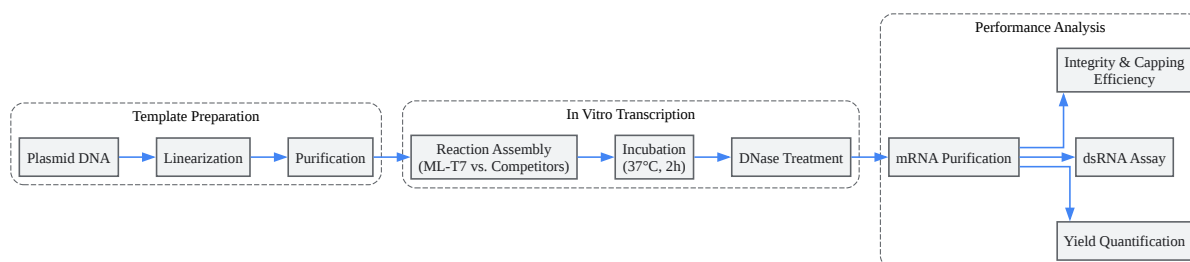 Template Preparation
Plasmid DNA
Linearization
Purification
In Vitro Transcription
Reaction Assembly
(ML-T7 vs. Competitors)
Incubation
(37°C, 2h)
DNase Treatment
Performance Analysis
mRNA Purification
Integrity & Capping
Efficiency
dsRNA Assay
Yield Quantification